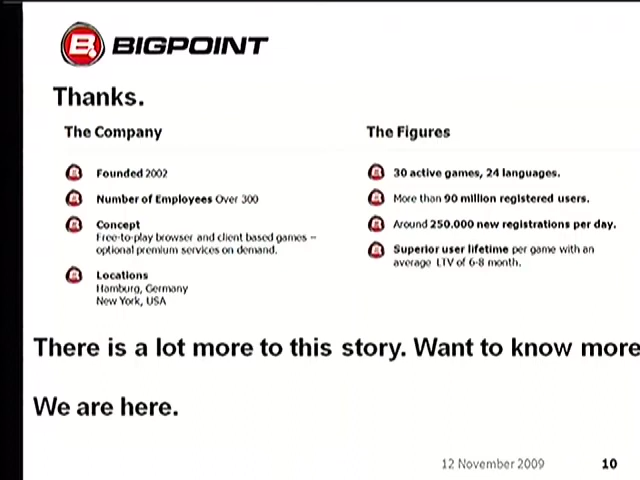 BIGPOINT
Thanks.
The Company
Founded 2002
Number of Employees Over 300
Concept
Free-to-play browser and client based games –
optional premium services on demand.
Locations
Hamburg, Germany
New York, USA
The Figures
30 active games, 24 languages.
More than 90 million registered users.
Around 250.000 new registrations per day.
Superior user lifetime per game with an
average LTV of 6-8 month.
There is a lot more to this story. Want to know more
We are here.
12 November 2009
10